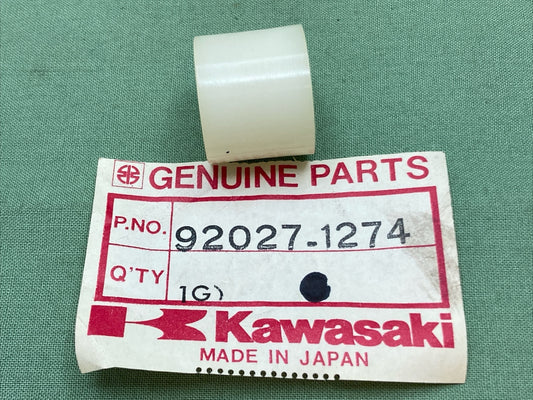 GENUINE PARTS
P.NO. 92027-1274
Q'TY 1G)
Kawasaki
MADE IN JAPAN